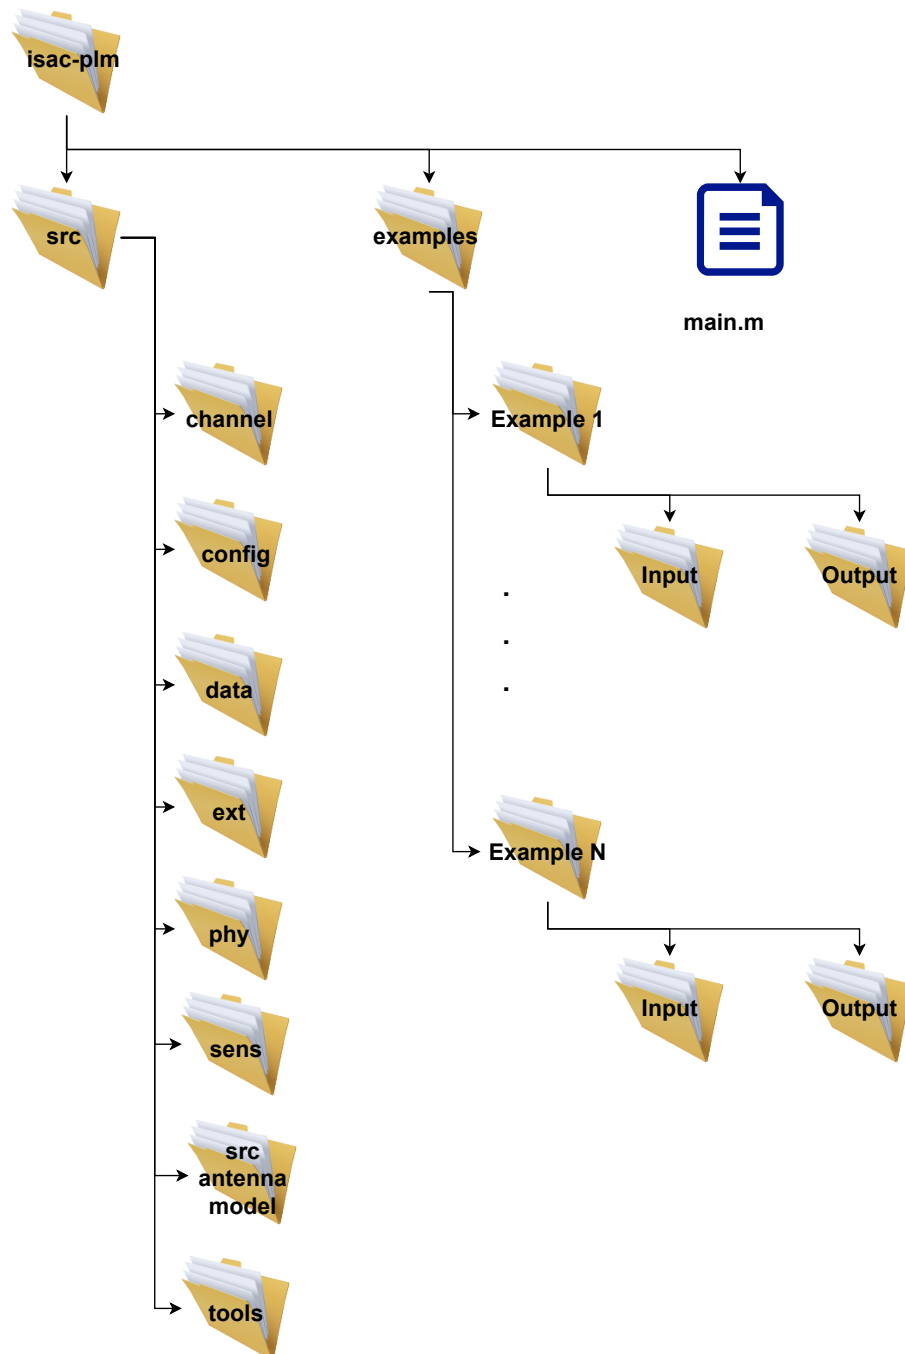 isac-plm
src
examples
main.m
channel
Example 1
config
Input
Output
data
.
.
.
ext
Example N
phy
Input
Output
sens
src
antenna
model
tools